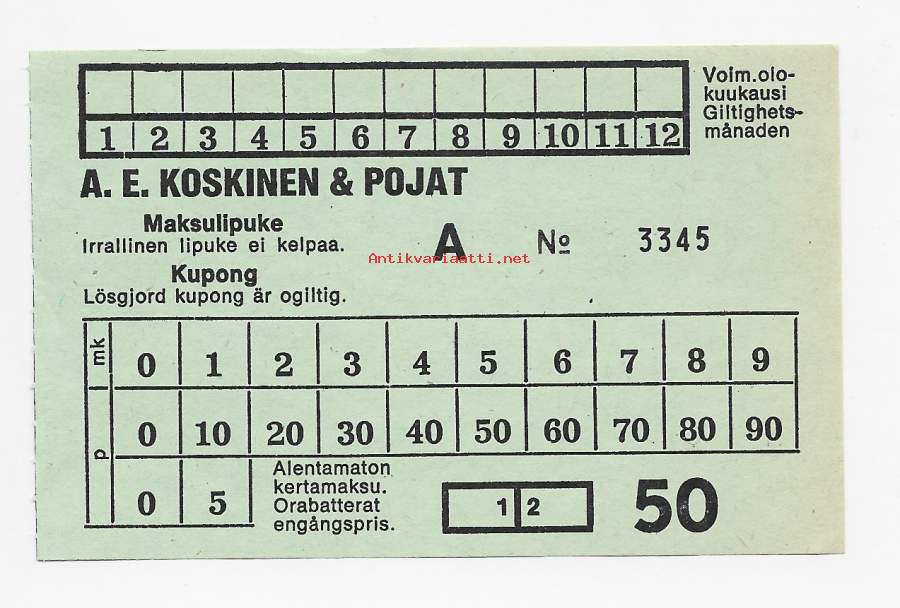 1 2 3 4 5 6 7 8 9 10 11 12
Voim.olo-
kuukausi
Giltighets-
månaden
A. E. KOSKINEN & POJAT
Maksulipuke
Irrallinen lipuke ei kelpaa.
A № 3345
Antikvariaatti.net
Kupong
Lösgjord kupong är ogiltig.
mk 0 1 2 3 4 5 6 7 8 9
p 0 10 20 30 40 50 60 70 80 90
0 5
Alentamaton
kertamaksu.
Orabatterat
engångspris.
1 2
50